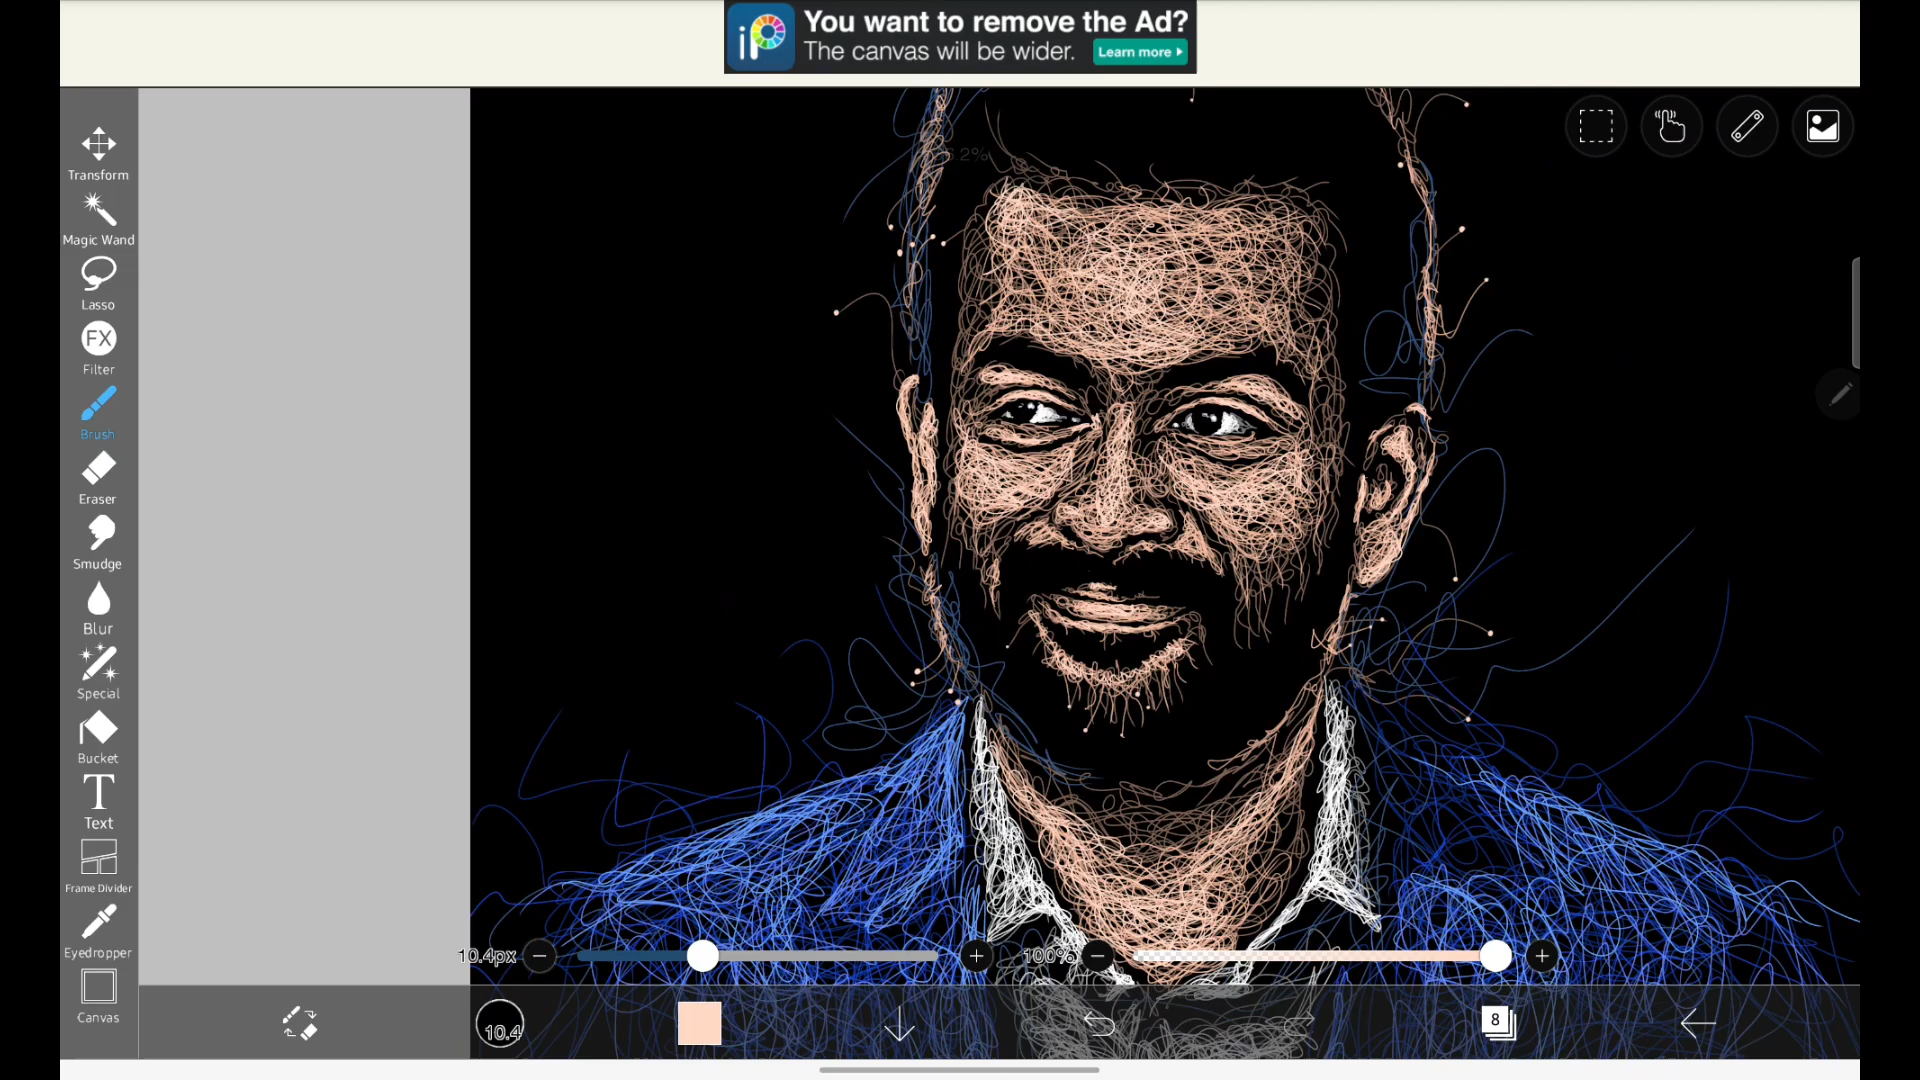 You want to remove the Ad?
The canvas will be wider.
Learn more
iP
Transform
Magic Wand
Lasso
FX
Filter
Brush
Eraser
Smudge
Blur
Special
Bucket
T
Text
Frame Divider
Eyedropper
Canvas
10.4px
100%
10.4
8